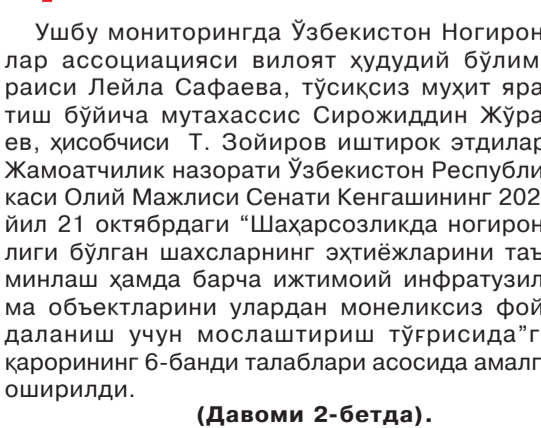 Ушбу мониторингда Ўзбекистон Ногирон
лар ассоциацияси вилоят ҳудудий бўлим
раиси Лейла Сафаева, тўсиқсиз муҳит яра
тиш бўйича мутахассис Сирожиддин Жўра
ев, ҳисобчиси Т. Зойиров иштирок этдилар
Жамоатчилик назорати Ўзбекистон Республи
каси Олий Мажлиси Сенати Кенгашининг 202
йил 21 октябрдаги “Шаҳарсозликда ногирон
лиги бўлган шахсларнинг эҳтиёжларини таъ
минлаш ҳамда барча ижтимоий инфратузил
ма объектларини улардан монеликсиз фой
даланиш учун мослаштириш тўғрисида”г
қарорининг 6-банди талаблари асосида амалг
оширилди.
(Давоми 2-бетда).